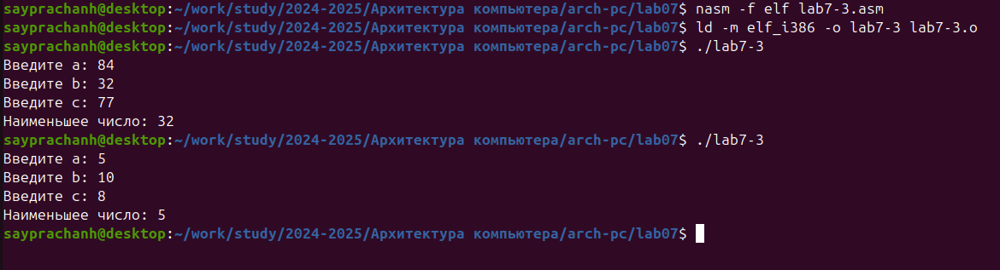 sayprachanh@desktop:~/work/study/2024-2025/Архитектура компьютера/arch-pc/lab07$ nasm -f elf lab7-3.asm
sayprachanh@desktop:~/work/study/2024-2025/Архитектура компьютера/arch-pc/lab07$ ld -m elf_i386 -o lab7-3 lab7-3.o
sayprachanh@desktop:~/work/study/2024-2025/Архитектура компьютера/arch-pc/lab07$ ./lab7-3
Введите a: 84
Введите b: 32
Введите c: 77
Наименьшее число: 32
sayprachanh@desktop:~/work/study/2024-2025/Архитектура компьютера/arch-pc/lab07$ ./lab7-3
Введите a: 5
Введите b: 10
Введите c: 8
Наименьшее число: 5
sayprachanh@desktop:~/work/study/2024-2025/Архитектура компьютера/arch-pc/lab07$